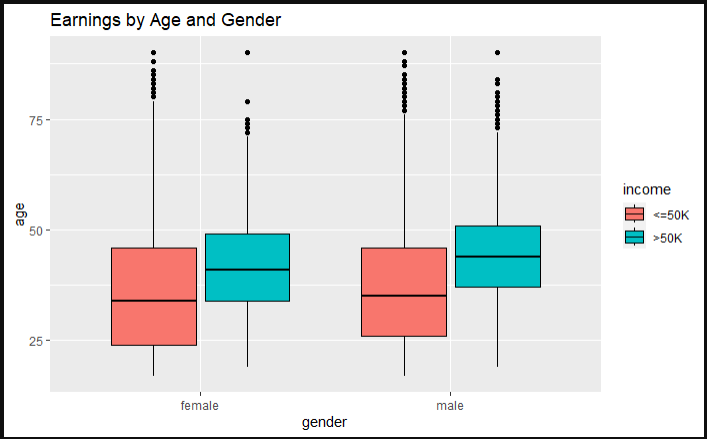 Earnings by Age and Gender
75
50
25
age
female male
gender
income
<=50K
>50K